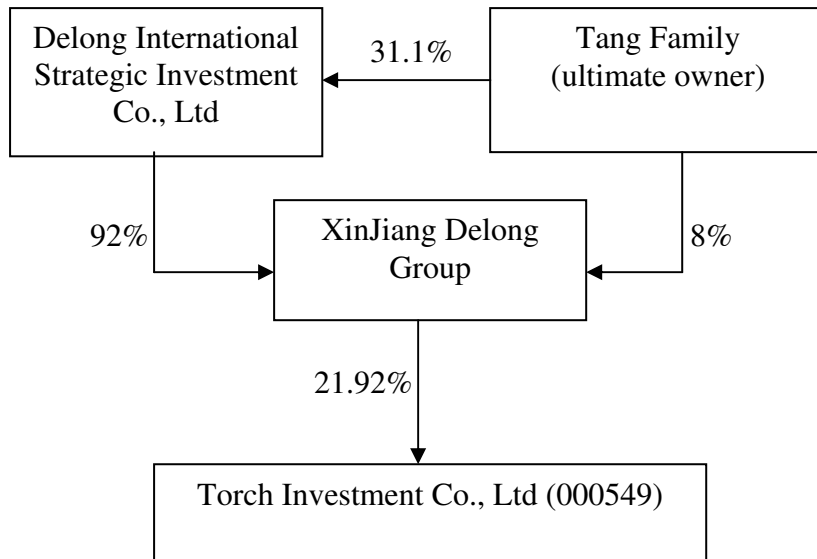 Delong International
Strategic Investment
Co., Ltd
31.1%
Tang Family
(ultimate owner)
92%
XinJiang Delong
Group
8%
21.92%
Torch Investment Co., Ltd (000549)